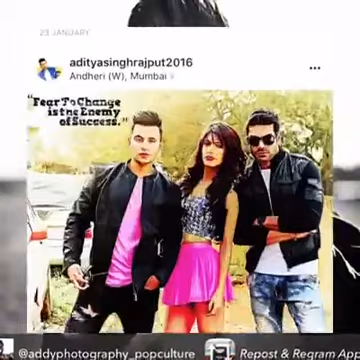 23 JANUARY
adityasinghrajput2016
Andheri (W), Mumbai
"Fear To Change
is the Enemy
of Success."
@addyphotography_popculture
Repost & Regram App